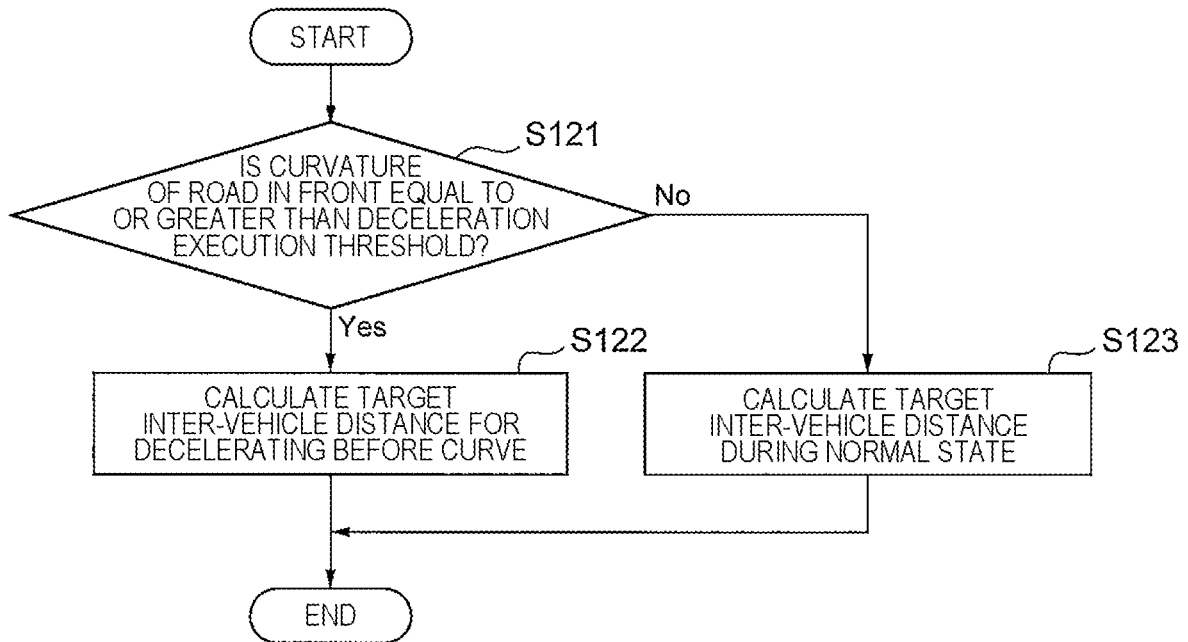 START
S121
IS CURVATURE
OF ROAD IN FRONT EQUAL TO
OR GREATER THAN DECELERATION
EXECUTION THRESHOLD?
No
Yes
S122
CALCULATE TARGET
INTER-VEHICLE DISTANCE FOR
DECELERATING BEFORE CURVE
S123
CALCULATE TARGET
INTER-VEHICLE DISTANCE
DURING NORMAL STATE
END